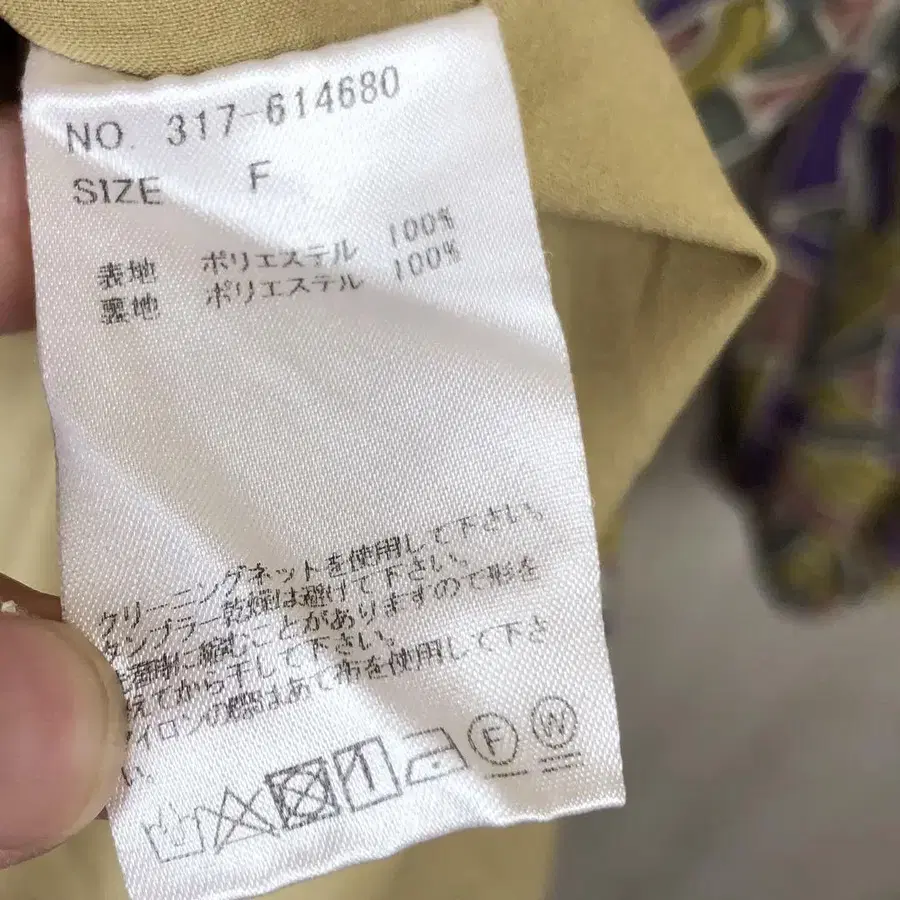 NO. 317-614680
SIZE F
表地 ポリエステル 100%
裏地 ポリエステル 100%
クリーニングネットを使用して下さい。
タンブラー乾燥は避けて下さい。
縮むことがありますので形を
えてから干して下さい。
アイロンの際はあて布を使用して下さ
い。
F
W